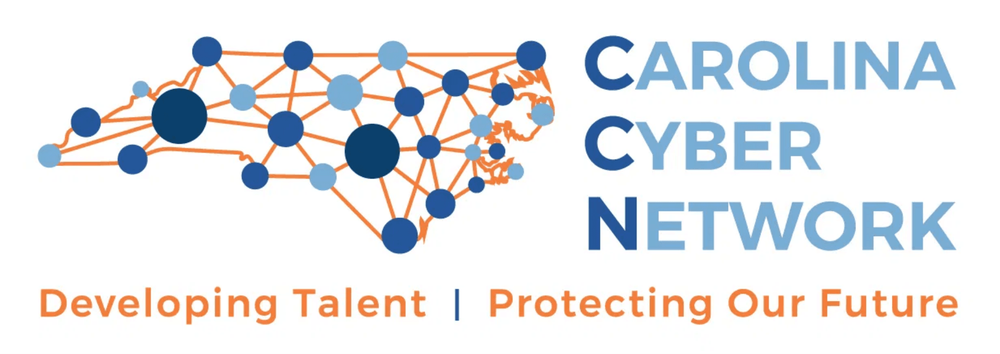 CAROLINA
CYBER
NETWORK
Developing Talent | Protecting Our Future